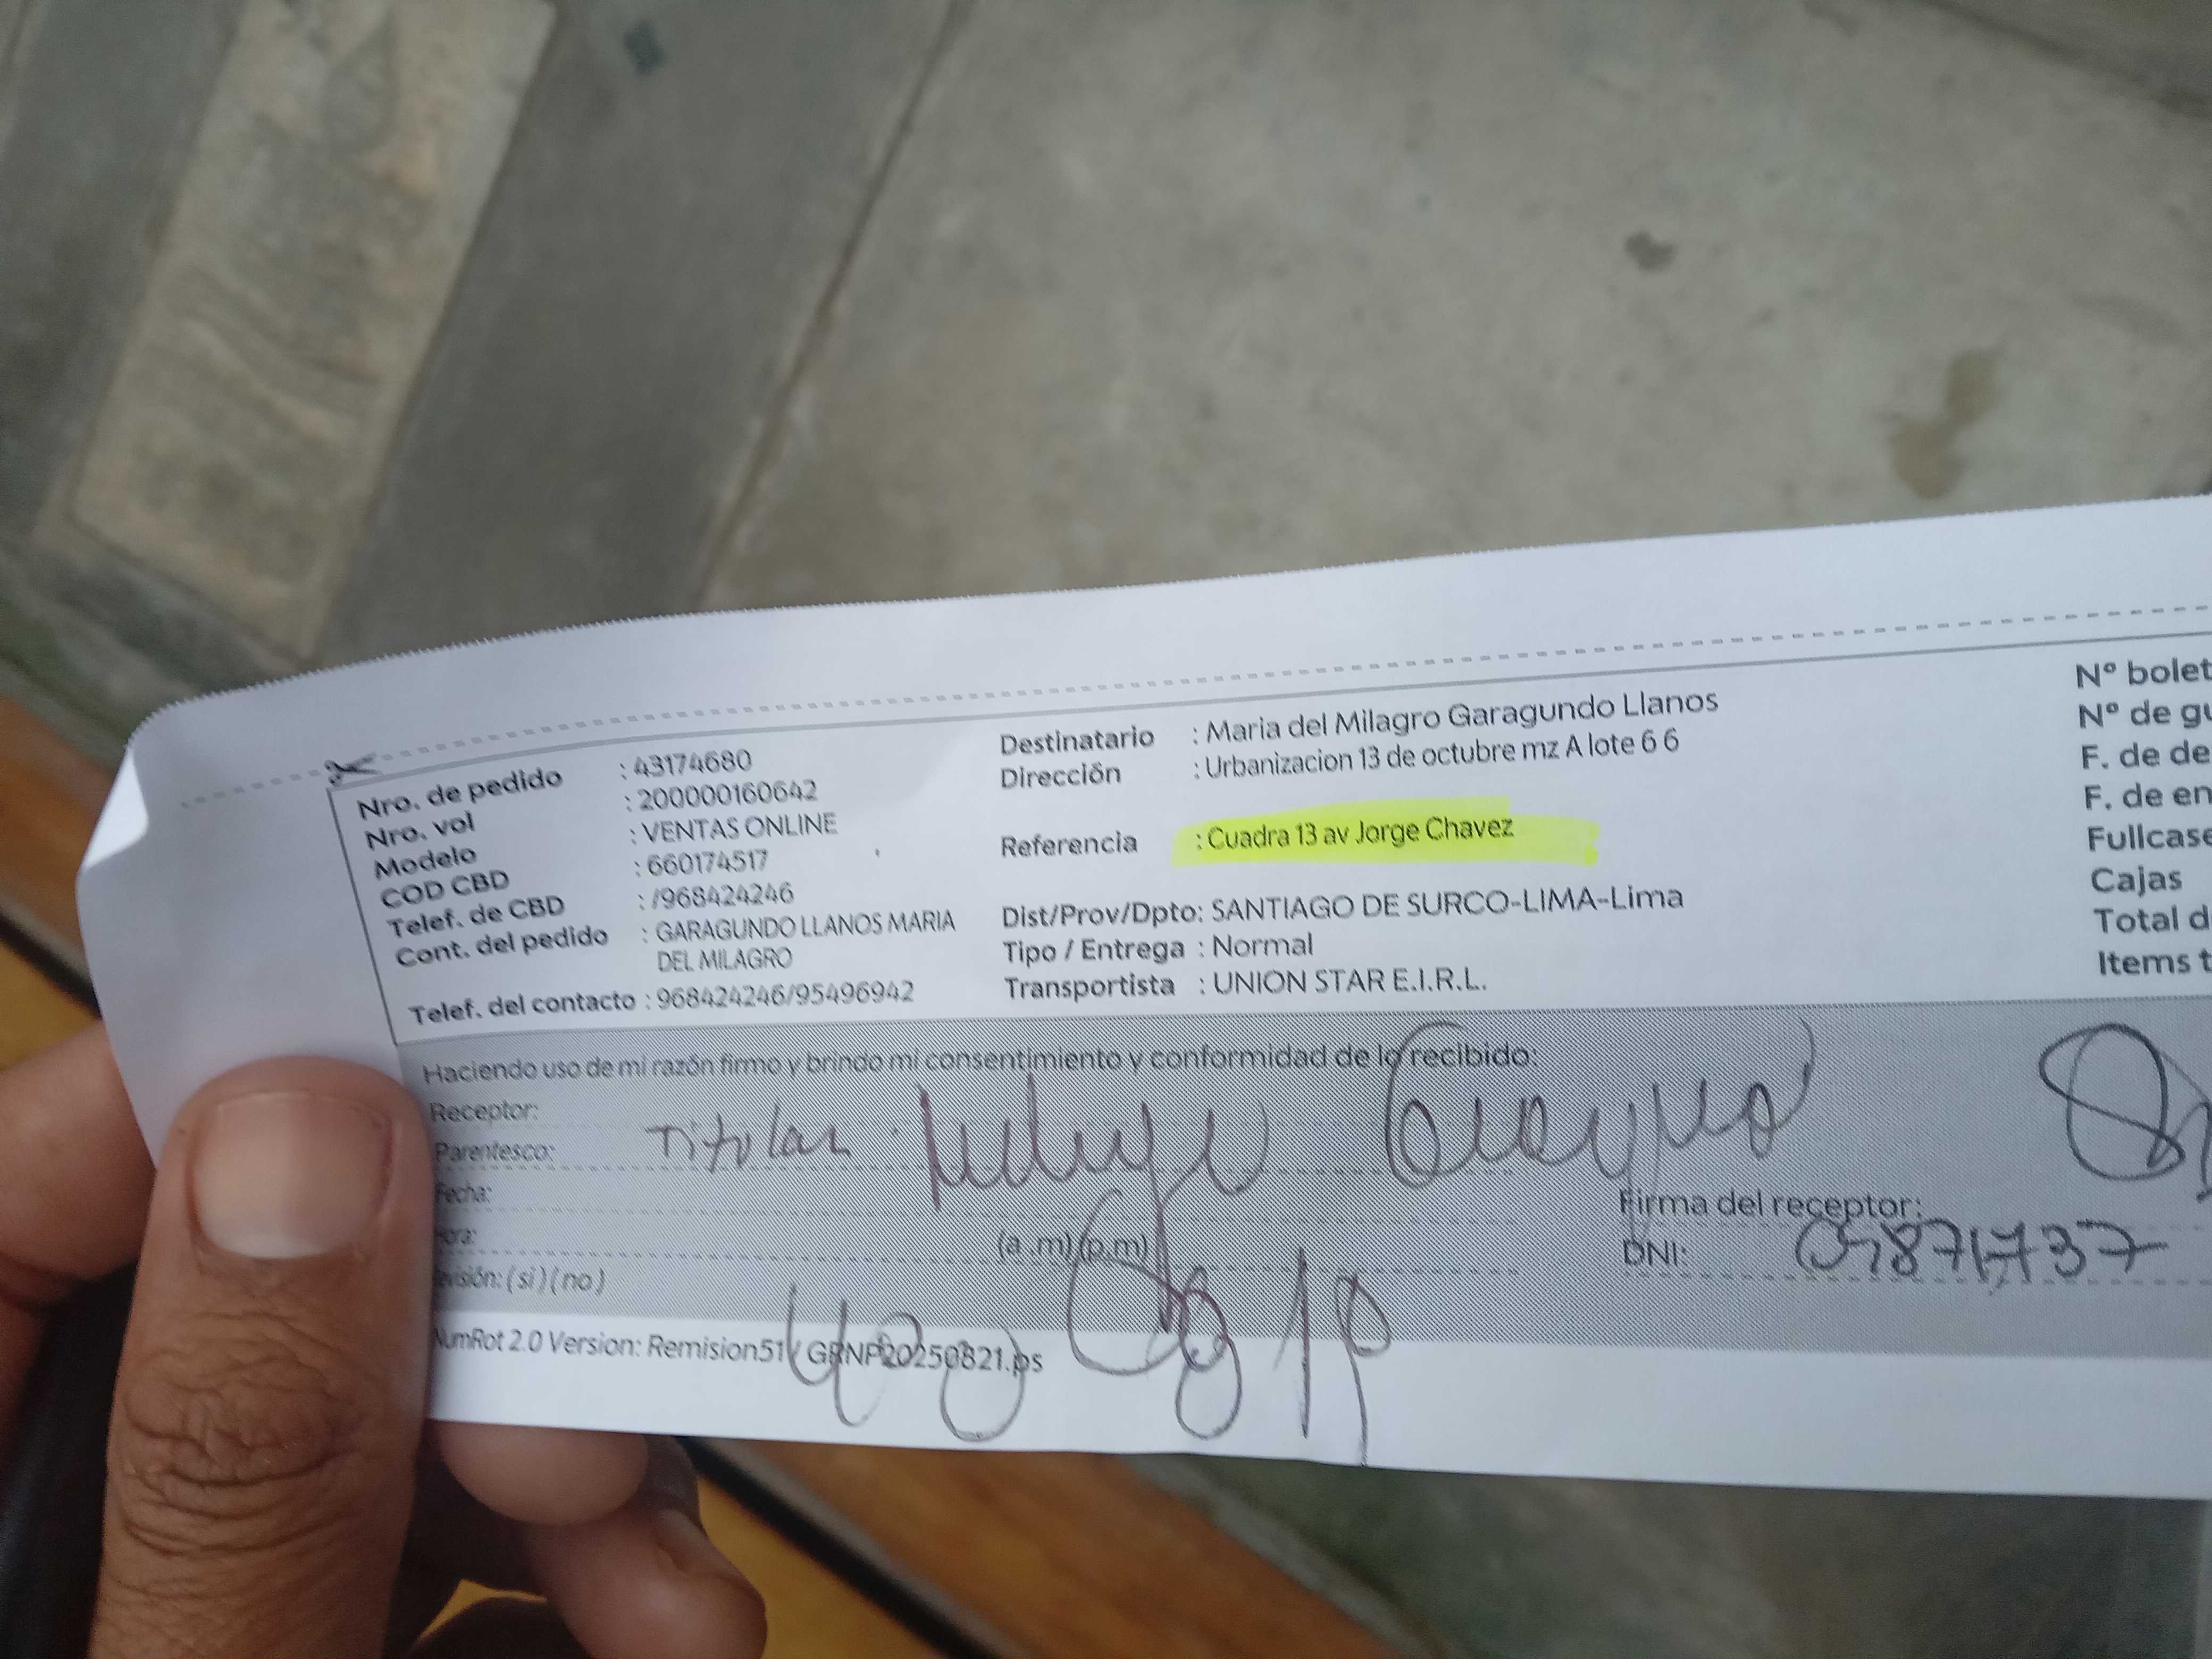 Nro. de pedido : 43174680
Nro. vol : 200000160642
Modelo : VENTAS ONLINE
COD CBD : 660174517
Telef. de CBD : /968424246
Cont. del pedido : GARAGUNDO LLANOS MARIA
DEL MILAGRO
Telef. del contacto : 968424246/95496942
Destinatario : Maria del Milagro Garagundo Llanos
Dirección : Urbanizacion 13 de octubre mz A lote 6 6
Referencia : Cuadra 13 av Jorge Chavez
Dist/Prov/Dpto: SANTIAGO DE SURCO-LIMA-Lima
Tipo / Entrega : Normal
Transportista : UNION STAR E.I.R.L.
Nº bolet
Nº de gu
F. de de
F. de en
Fullcase
Cajas
Total d
Items t
Haciendo uso de mi razón firmo y brindo mi consentimiento y conformidad de lo recibido:
Receptor:
Parentesco: Titular
Fecha:
ora: (a .m) (p.m)
evisión: ( si ) ( no )
Firma del receptor:
DNI:
NumRot 2.0 Version: Remision51 / GRNP20250821.ps